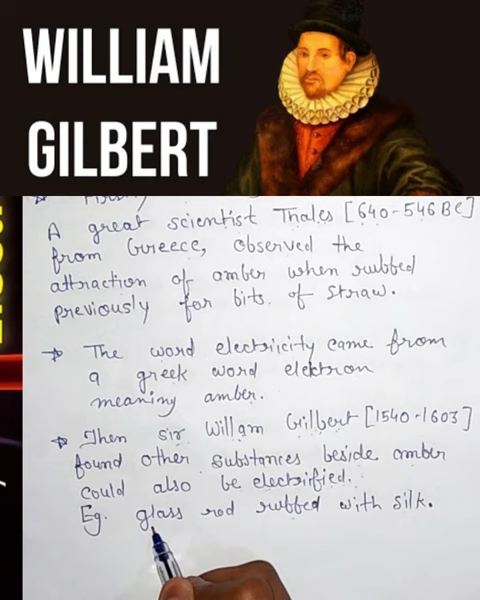 WILLIAM
GILBERT
A great scientist Thales [640-546 BC]
from Greece, observed the
attraction of amber when rubbed
previously for bits. of straw.
→ The word electricity came from
a greek word elektron
meaning amber.
→ Then sir Willam Gilbert [1540-1603]
found other substances beside amber
could also be electrified.
Eg. glass rod rubbed with silk.